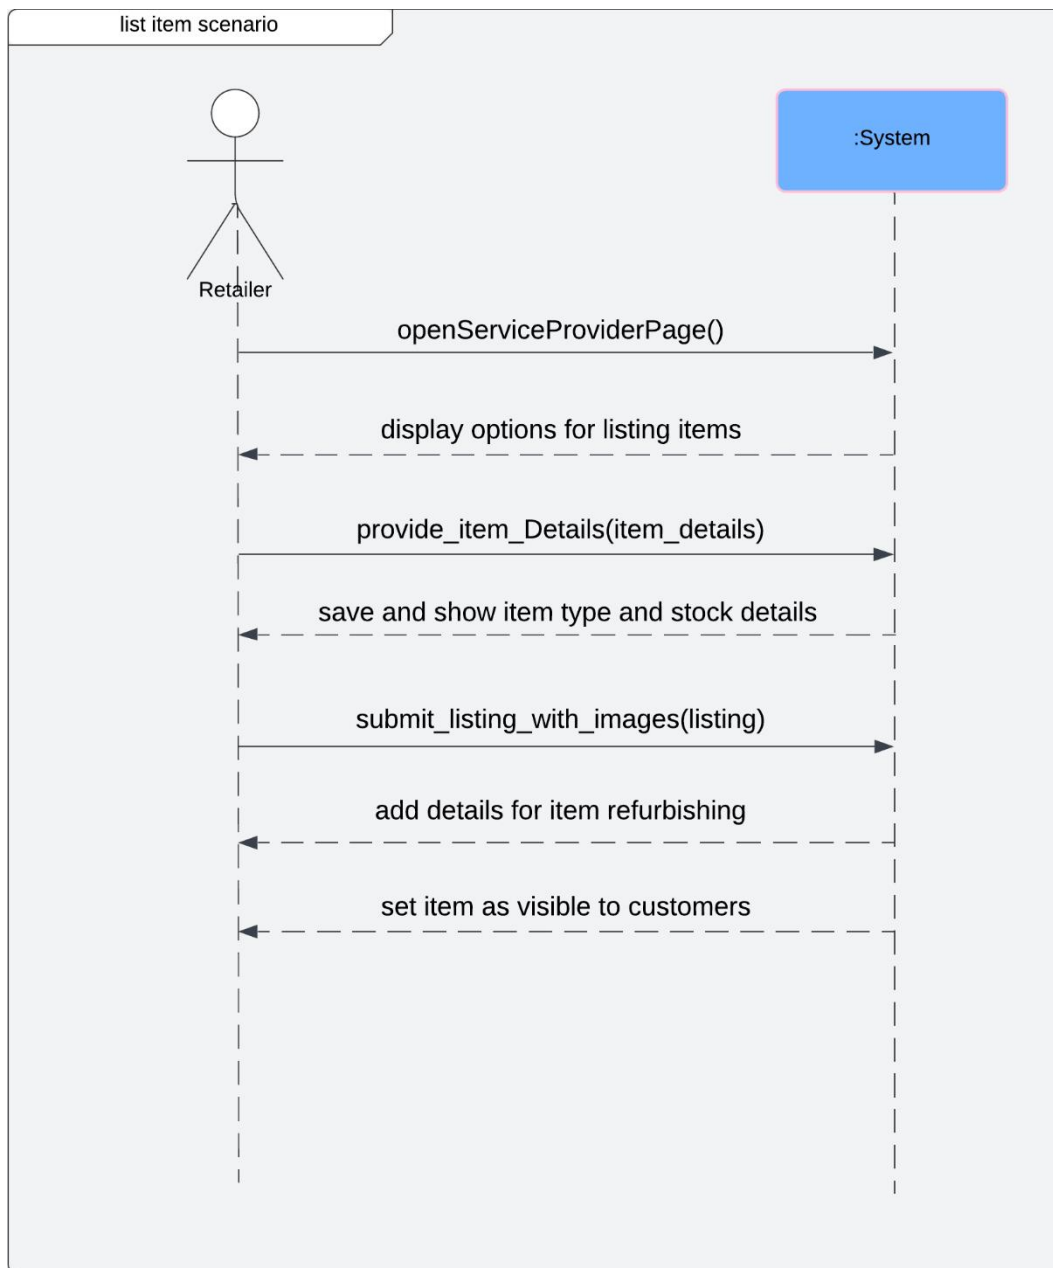 list item scenario
:System
Retailer
openServiceProviderPage()
display options for listing items
provide_item_Details(item_details)
save and show item type and stock details
submit_listing_with_images(listing)
add details for item refurbishing
set item as visible to customers